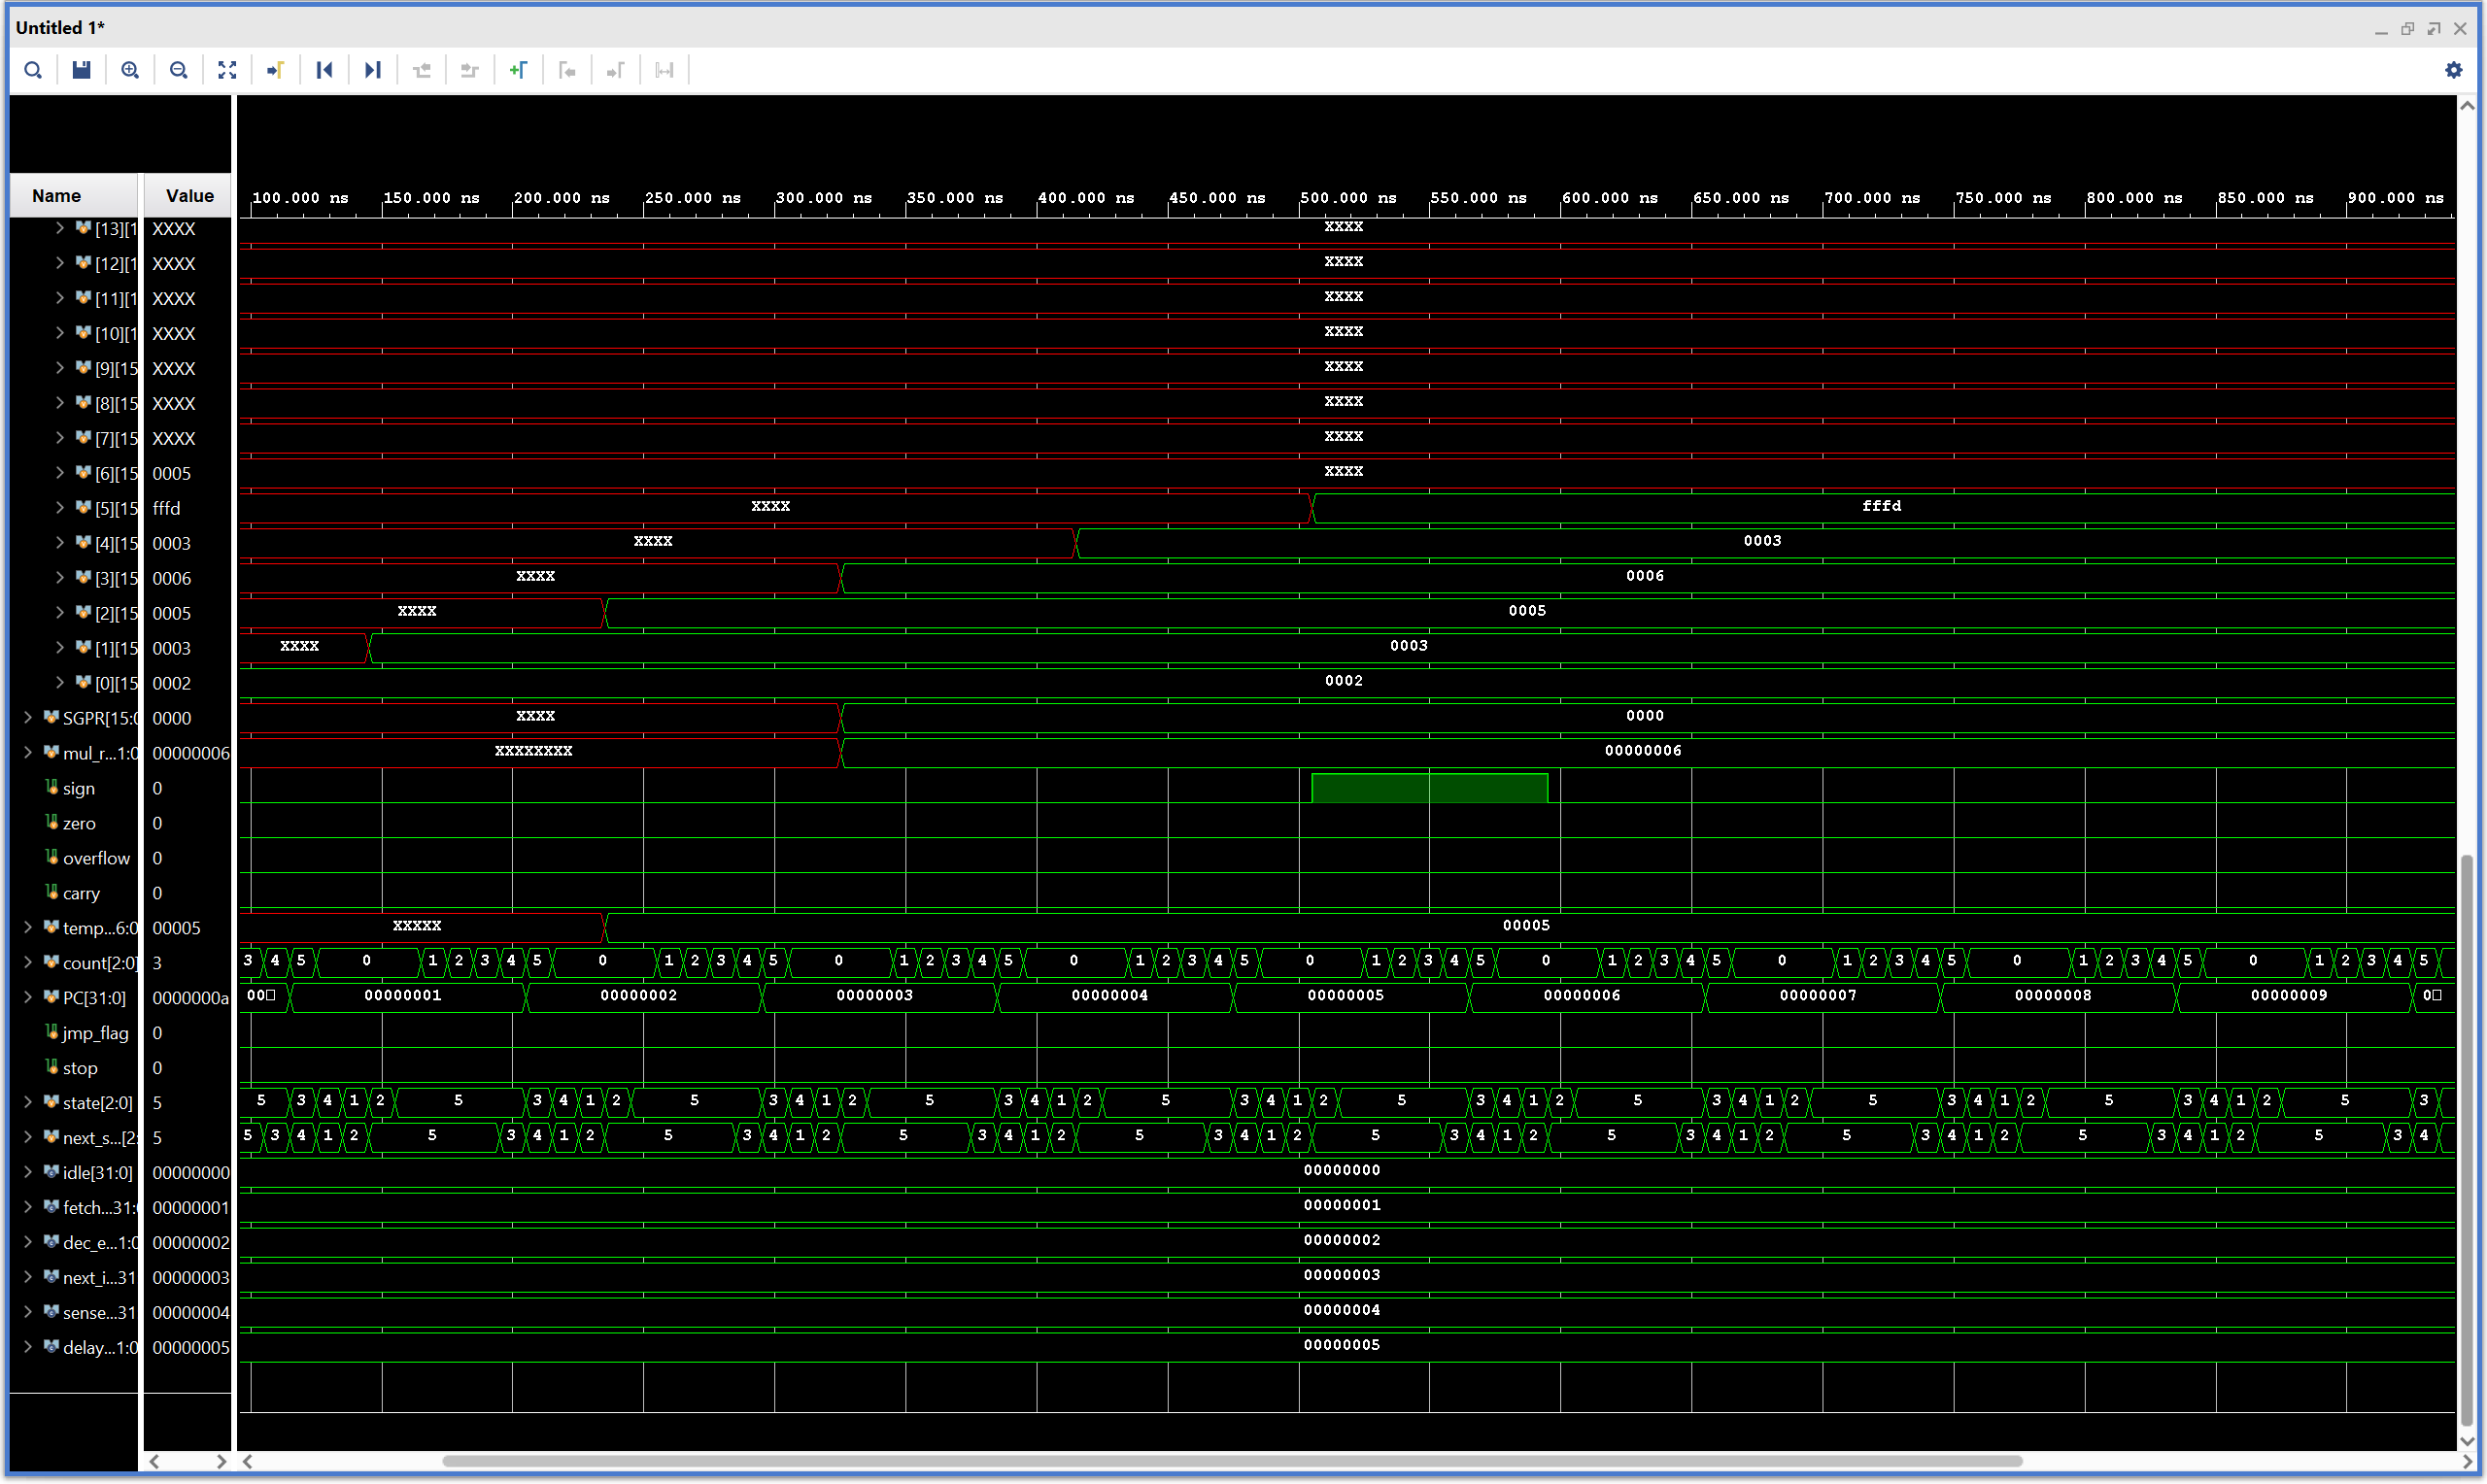 Untitled 1*
Name Value 100.000 ns 150.000 ns 200.000 ns 250.000 ns 300.000 ns 350.000 ns 400.000 ns 450.000 ns 500.000 ns 550.000 ns 600.000 ns 650.000 ns 700.000 ns 750.000 ns 800.000 ns 850.000 ns 900.000 ns
[13][1 XXXX XXXX
[12][1 XXXX XXXX
[11][1 XXXX XXXX
[10][1 XXXX XXXX
[9][15 XXXX XXXX
[8][15 XXXX XXXX
[7][15 XXXX XXXX
[6][15 0005 XXXX
[5][15 fffd XXXX fffd
[4][15 0003 XXXX 0003
[3][15 0006 XXXX 0006
[2][15 0005 XXXX 0005
[1][15 0003 XXXX 0003
[0][15 0002 0002
SGPR[15:0 0000 XXXX 0000
mul_r...1:0 00000006 XXXXXXXX 00000006
sign 0
zero 0
overflow 0
carry 0
temp...6:0 00005 XXXXX 00005
count[2:0] 3 3 4 5 0 1 2 3 4 5 0 1 2 3 4 5 0 1 2 3 4 5 0 1 2 3 4 5 0 1 2 3 4 5 0 1 2 3 4 5 0 1 2 3 4 5 0 1 2 3 4 5 0 1 2 3 4 5
PC[31:0] 0000000a 00□ 00000001 00000002 00000003 00000004 00000005 00000006 00000007 00000008 00000009 0□
jmp_flag 0
stop 0
state[2:0] 5 5 3 4 1 2 5 3 4 1 2 5 3 4 1 2 5 3 4 1 2 5 3 4 1 2 5 3 4 1 2 5 3 4 1 2 5 3 4 1 2 5 3 4 1 2 5 3
next_s...[2: 5 5 3 4 1 2 5 3 4 1 2 5 3 4 1 2 5 3 4 1 2 5 3 4 1 2 5 3 4 1 2 5 3 4 1 2 5 3 4 1 2 5 3 4 1 2 5 3 4
idle[31:0] 00000000 00000000
fetch...31:0 00000001 00000001
dec_e...1:0 00000002 00000002
next_i...31 00000003 00000003
sense...31 00000004 00000004
delay...1:0 00000005 00000005